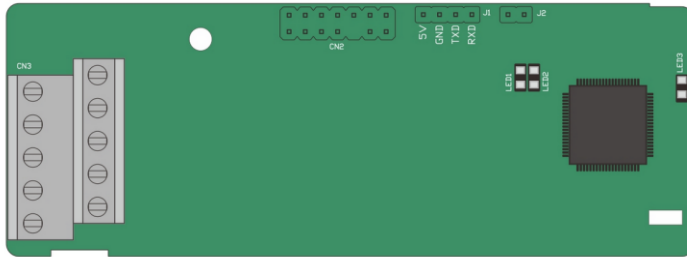 J1
J2
5V
GND
TXD
RXD
CN2
CN3
LED1
LED2
LED3